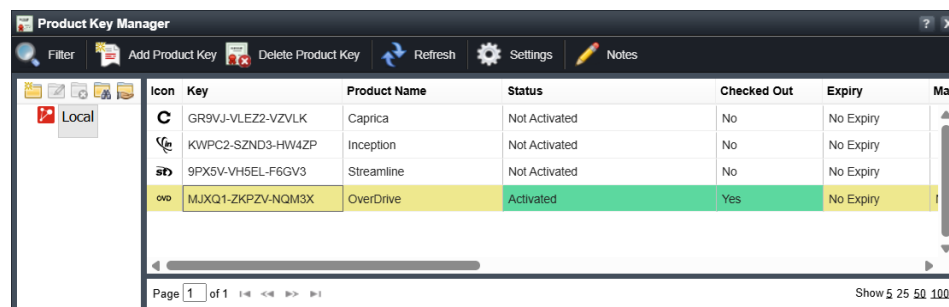 Product Key Manager ?
Filter Add Product Key Delete Product Key Refresh Settings Notes
Icon Key Product Name Status Checked Out Expiry Ma
Local
C GR9VJ-VLEZ2-VZVLK Caprica Not Activated No No Expiry
in KWPC2-SZND3-HW4ZP Inception Not Activated No No Expiry
9PX5V-VH5EL-F6GV3 Streamline Not Activated No No Expiry
OVD MJXQ1-ZKPZV-NQM3X OverDrive Activated Yes No Expiry
Page 1 of 1 Show 5 25 50 100